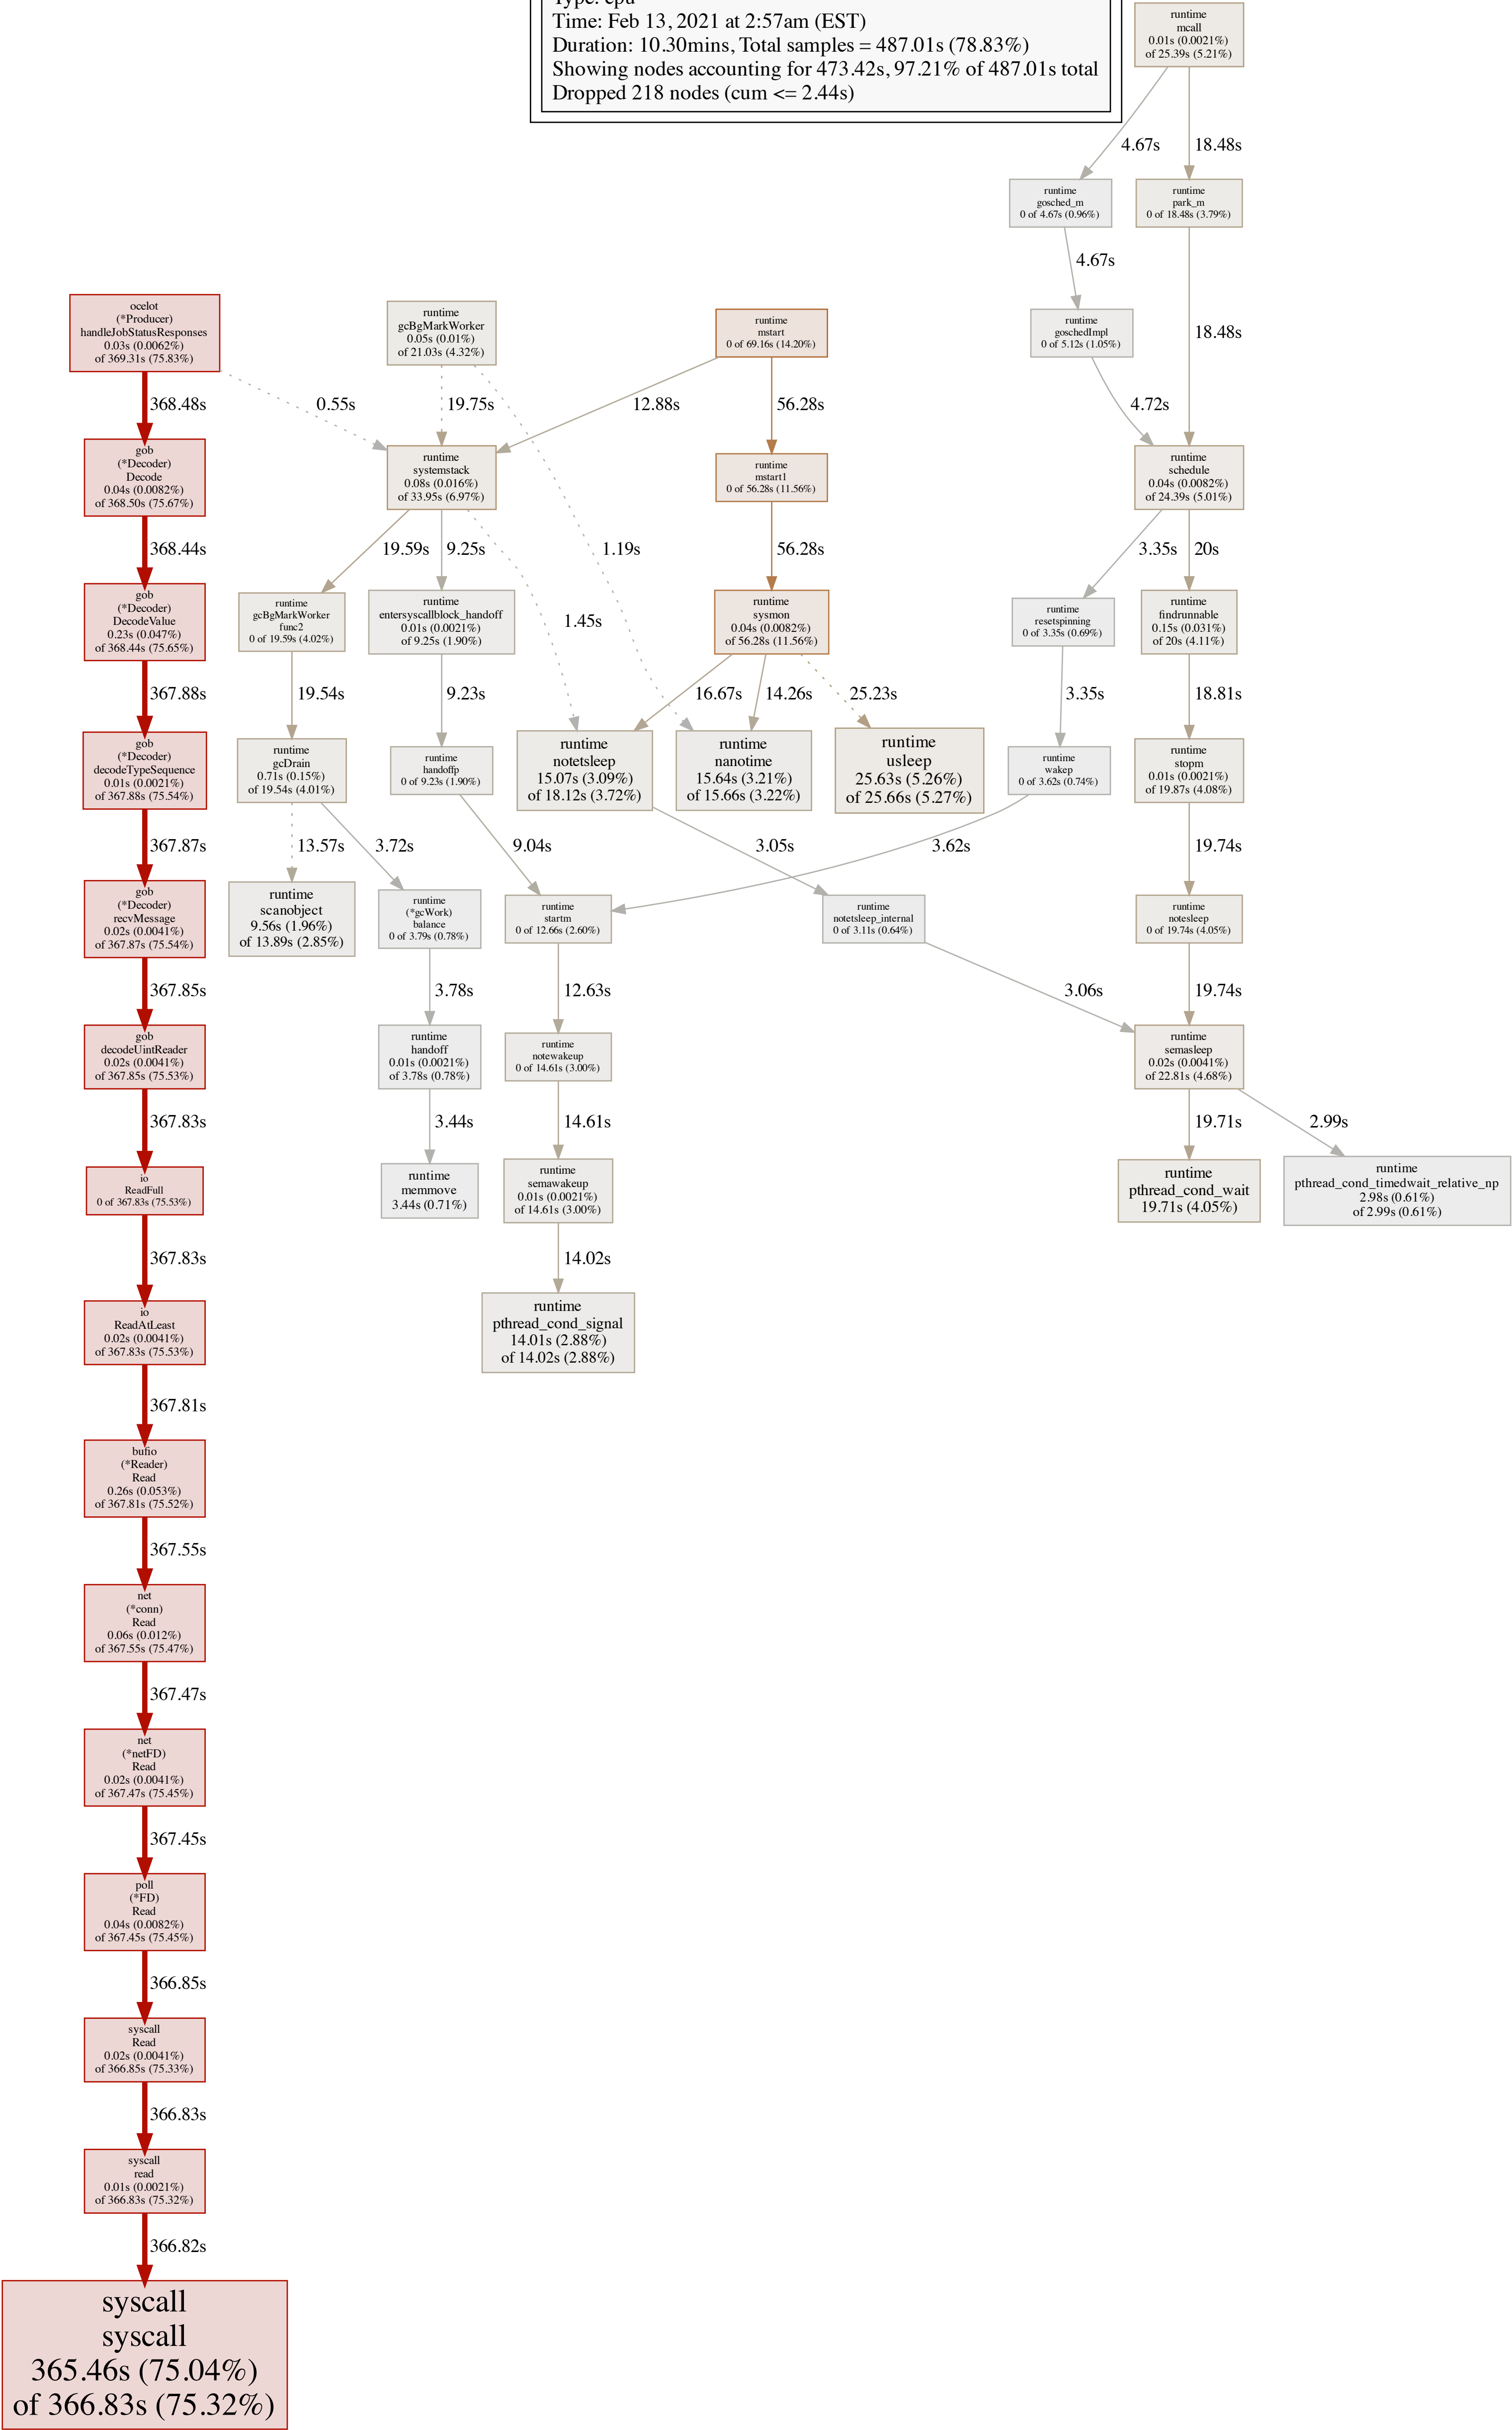 Type: cpu
Time: Feb 13, 2021 at 2:57am (EST)
Duration: 10.30mins, Total samples = 487.01s (78.83%)
Showing nodes accounting for 473.42s, 97.21% of 487.01s total
Dropped 218 nodes (cum <= 2.44s)
runtime
mcall
0.01s (0.0021%)
of 25.39s (5.21%)
4.67s
18.48s
runtime
gosched_m
0 of 4.67s (0.96%)
runtime
park_m
0 of 18.48s (3.79%)
4.67s
18.48s
ocelot
(*Producer)
handleJobStatusResponses
0.03s (0.0062%)
of 369.31s (75.83%)
runtime
gcBgMarkWorker
0.05s (0.01%)
of 21.03s (4.32%)
runtime
mstart
0 of 69.16s (14.20%)
runtime
goschedImpl
0 of 5.12s (1.05%)
368.48s
0.55s
19.75s
12.88s
56.28s
4.72s
gob
(*Decoder)
Decode
0.04s (0.0082%)
of 368.50s (75.67%)
runtime
systemstack
0.08s (0.016%)
of 33.95s (6.97%)
runtime
mstart1
0 of 56.28s (11.56%)
runtime
schedule
0.04s (0.0082%)
of 24.39s (5.01%)
368.44s
19.59s
9.25s
1.19s
56.28s
3.35s
20s
gob
(*Decoder)
DecodeValue
0.23s (0.047%)
of 368.44s (75.65%)
runtime
gcBgMarkWorker
func2
0 of 19.59s (4.02%)
runtime
entersyscallblock_handoff
0.01s (0.0021%)
of 9.25s (1.90%)
1.45s
runtime
sysmon
0.04s (0.0082%)
of 56.28s (11.56%)
runtime
resetspinning
0 of 3.35s (0.69%)
runtime
findrunnable
0.15s (0.031%)
of 20s (4.11%)
367.88s
19.54s
9.23s
16.67s
14.26s
25.23s
3.35s
18.81s
gob
(*Decoder)
decodeTypeSequence
0.01s (0.0021%)
of 367.88s (75.54%)
runtime
gcDrain
0.71s (0.15%)
of 19.54s (4.01%)
runtime
handoffp
0 of 9.23s (1.90%)
runtime
notetsleep
15.07s (3.09%)
of 18.12s (3.72%)
runtime
nanotime
15.64s (3.21%)
of 15.66s (3.22%)
runtime
usleep
25.63s (5.26%)
of 25.66s (5.27%)
runtime
wakep
0 of 3.62s (0.74%)
runtime
stopm
0.01s (0.0021%)
of 19.87s (4.08%)
367.87s
13.57s
3.72s
9.04s
3.05s
3.62s
19.74s
gob
(*Decoder)
recvMessage
0.02s (0.0041%)
of 367.87s (75.54%)
runtime
scanobject
9.56s (1.96%)
of 13.89s (2.85%)
runtime
(*gcWork)
balance
0 of 3.79s (0.78%)
runtime
startm
0 of 12.66s (2.60%)
runtime
notetsleep_internal
0 of 3.11s (0.64%)
runtime
notesleep
0 of 19.74s (4.05%)
367.85s
3.78s
12.63s
3.06s
19.74s
gob
decodeUintReader
0.02s (0.0041%)
of 367.85s (75.53%)
runtime
handoff
0.01s (0.0021%)
of 3.78s (0.78%)
runtime
notewakeup
0 of 14.61s (3.00%)
runtime
semasleep
0.02s (0.0041%)
of 22.81s (4.68%)
367.83s
3.44s
14.61s
19.71s
2.99s
io
ReadFull
0 of 367.83s (75.53%)
runtime
memmove
3.44s (0.71%)
runtime
semawakeup
0.01s (0.0021%)
of 14.61s (3.00%)
runtime
pthread_cond_wait
19.71s (4.05%)
runtime
pthread_cond_timedwait_relative_np
2.98s (0.61%)
of 2.99s (0.61%)
367.83s
14.02s
io
ReadAtLeast
0.02s (0.0041%)
of 367.83s (75.53%)
runtime
pthread_cond_signal
14.01s (2.88%)
of 14.02s (2.88%)
367.81s
bufio
(*Reader)
Read
0.26s (0.053%)
of 367.81s (75.52%)
367.55s
net
(*conn)
Read
0.06s (0.012%)
of 367.55s (75.47%)
367.47s
net
(*netFD)
Read
0.02s (0.0041%)
of 367.47s (75.45%)
367.45s
poll
(*FD)
Read
0.04s (0.0082%)
of 367.45s (75.45%)
366.85s
syscall
Read
0.02s (0.0041%)
of 366.85s (75.33%)
366.83s
syscall
read
0.01s (0.0021%)
of 366.83s (75.32%)
366.82s
syscall
syscall
365.46s (75.04%)
of 366.83s (75.32%)